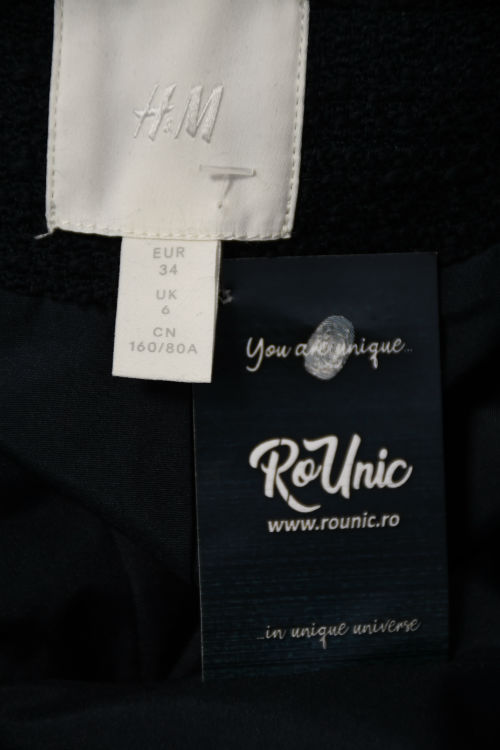 H&M
EUR
34
UK
6
CN
160/80A
You are unique...
RoUnic
www.rounic.ro
...in unique universe